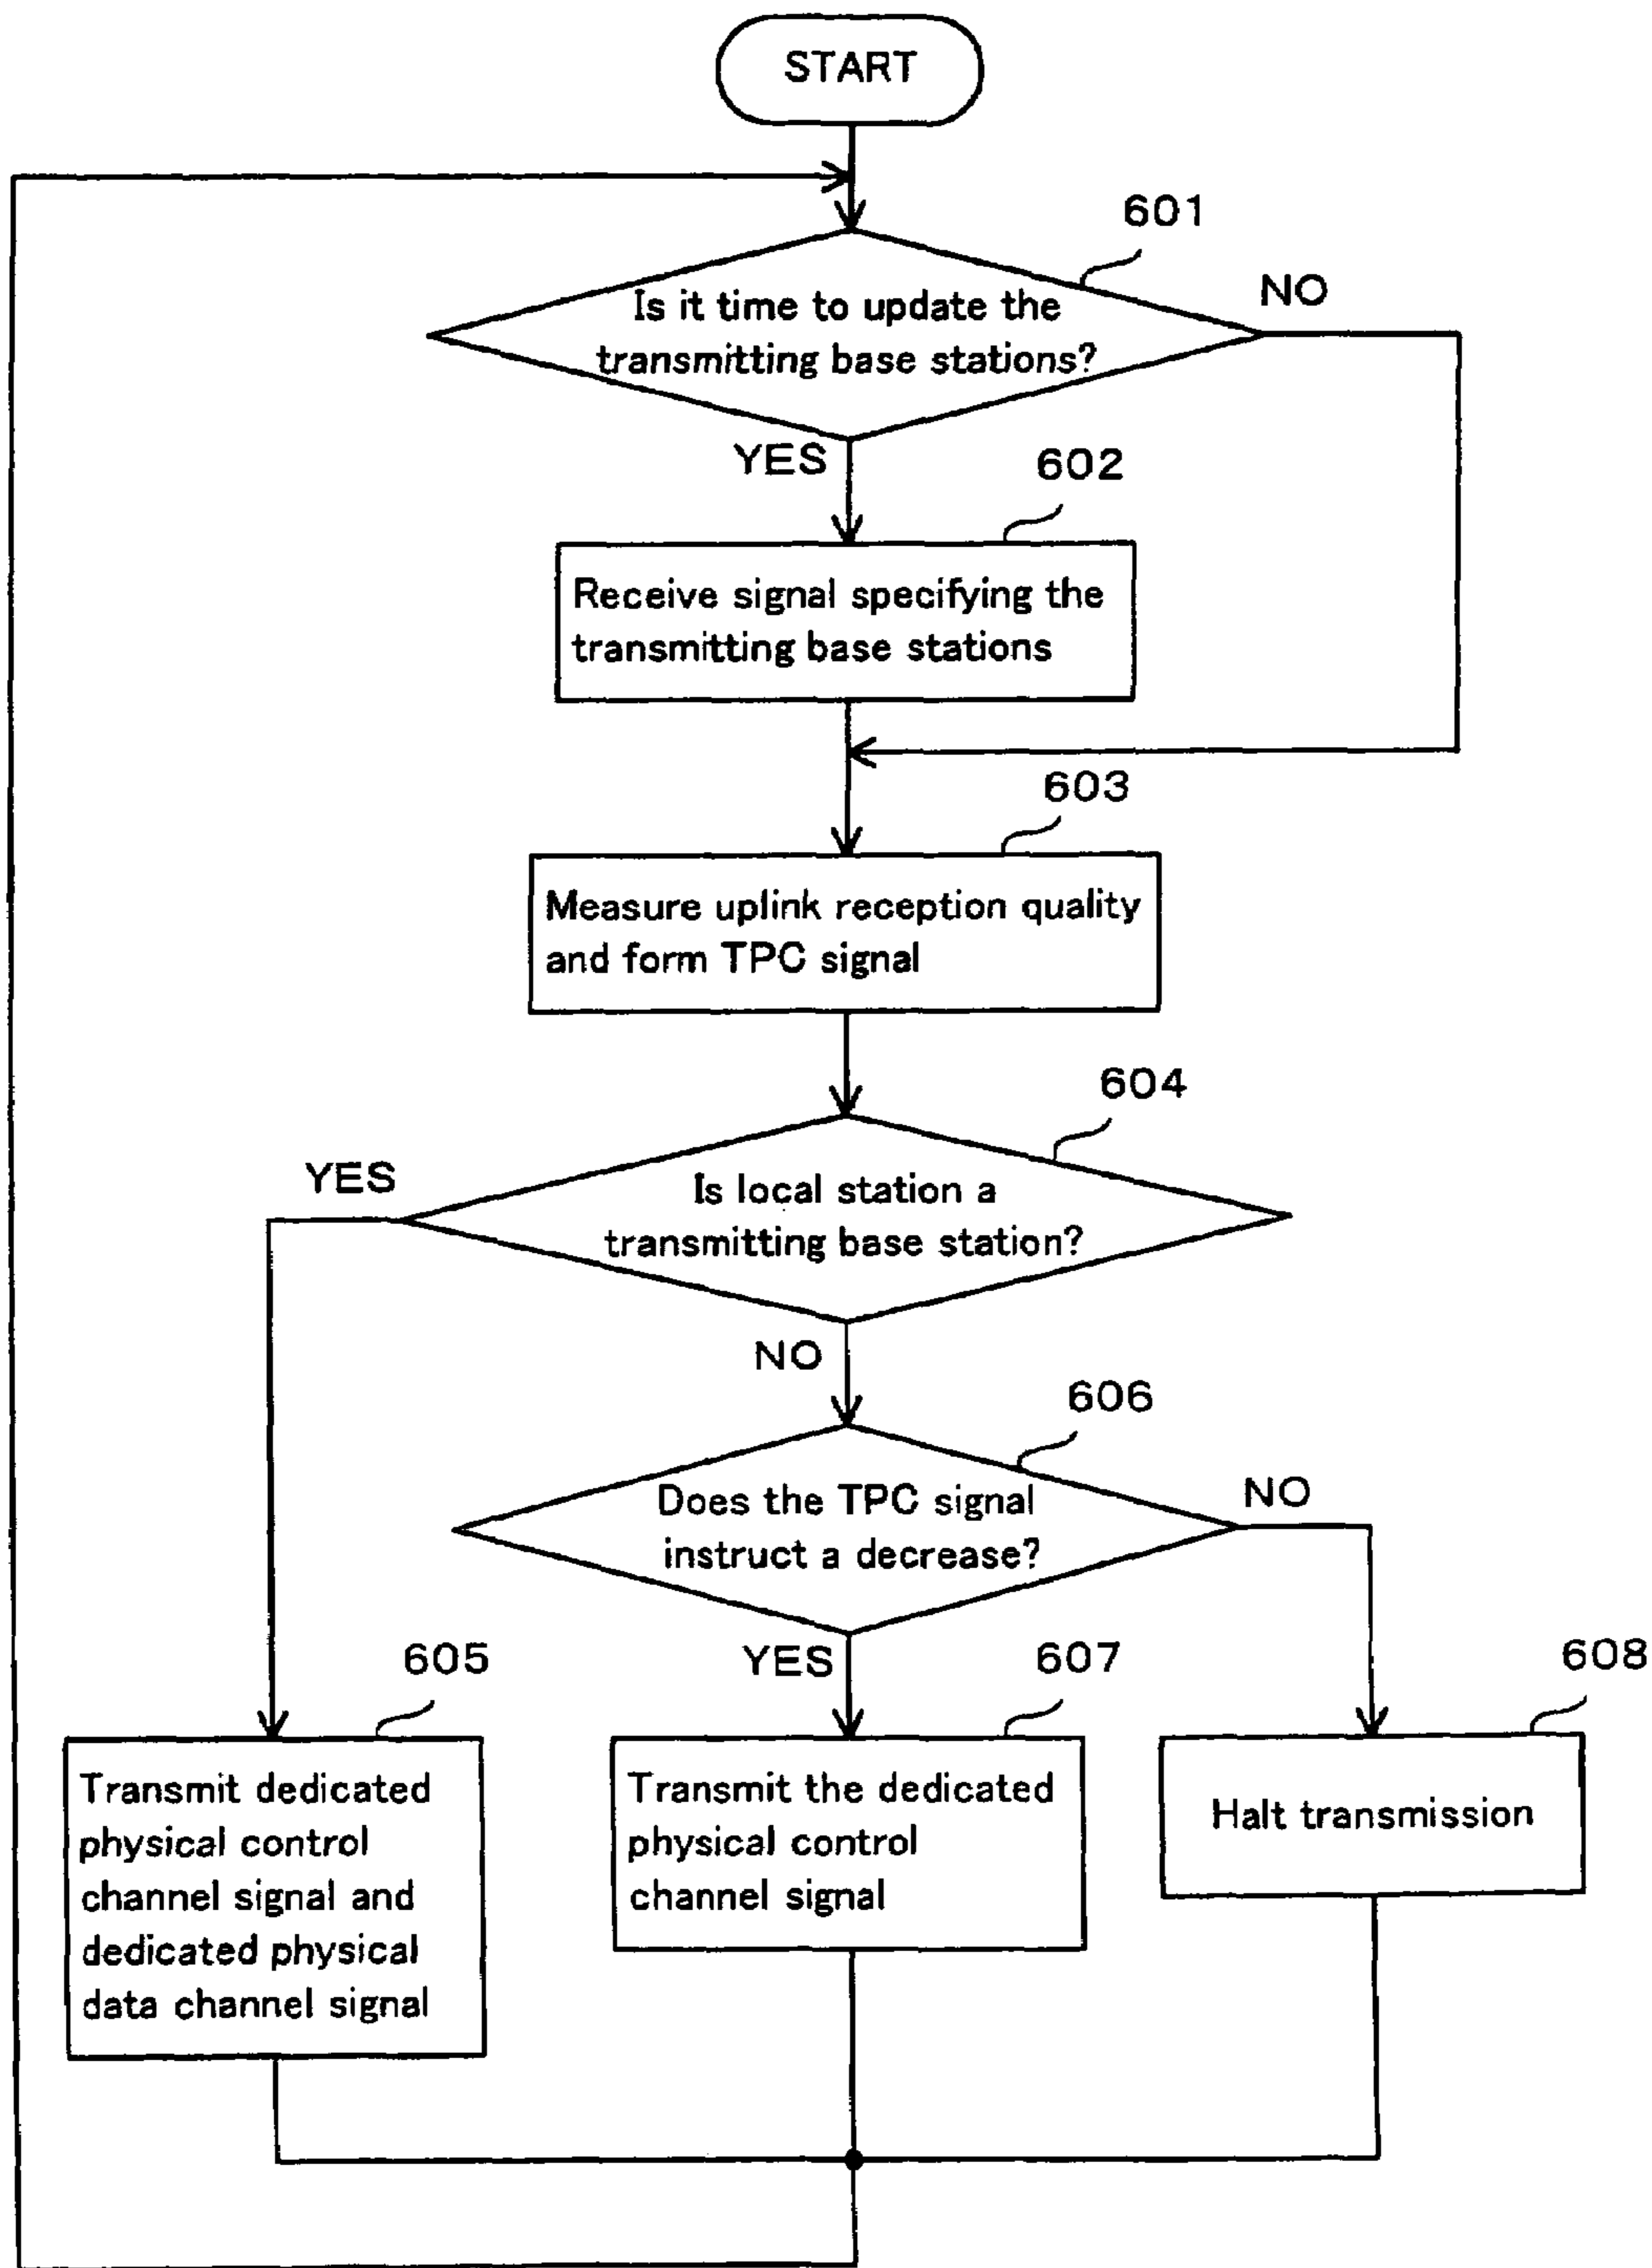 START
601
Is it time to update the
transmitting base stations?
NO
YES
602
Receive signal specifying the
transmitting base stations
603
Measure uplink reception quality
and form TPC signal
604
YES
Is local station a
transmitting base station?
NO
606
Does the TPC signal
instruct a decrease?
NO
YES
605
607
608
Transmit dedicated
physical control
channel signal and
dedicated physical
data channel signal
Transmit the dedicated
physical control
channel signal
Halt transmission